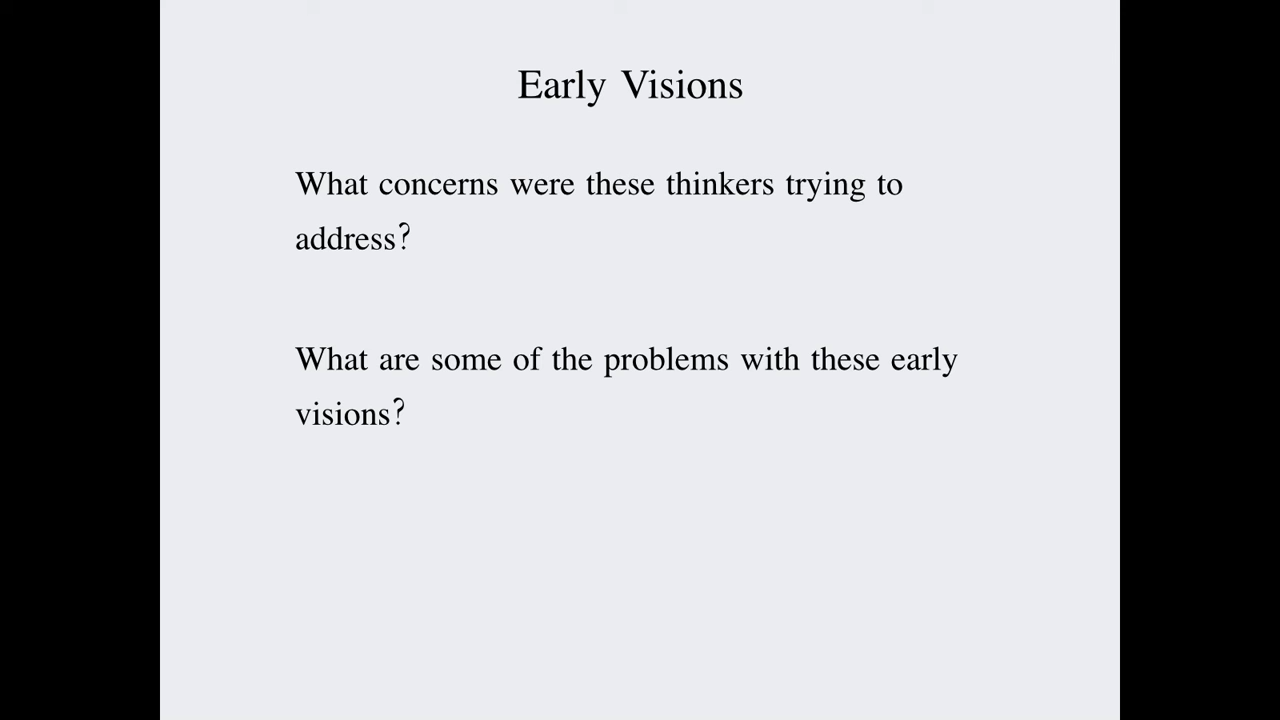 Early Visions
What concerns were these thinkers trying to
address?
What are some of the problems with these early
visions?